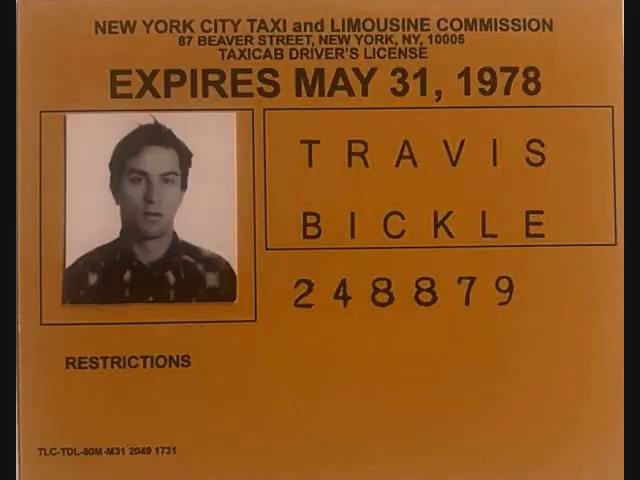 NEW YORK CITY TAXI and LIMOUSINE COMMISSION
87 BEAVER STREET, NEW YORK, NY, 10005
TAXICAB DRIVER'S LICENSE
EXPIRES MAY 31, 1978
TRAVIS
BICKLE
248879
RESTRICTIONS
TLC-TDL-50M-M31 2049 1731